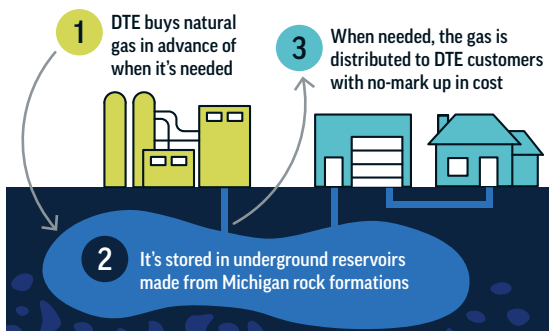 1
DTE buys natural
gas in advance of
when it's needed
2
It's stored in underground reservoirs
made from Michigan rock formations
3
When needed, the gas is
distributed to DTE customers
with no-mark up in cost